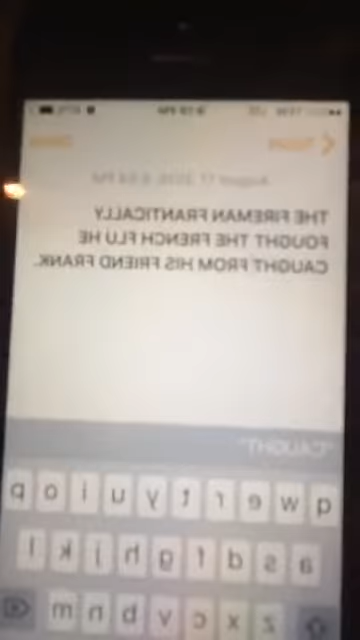 THE FIREMAN FRANTICALLY
FOUGHT THE FRENCH FLU HE
CAUGHT FROM HIS FRIEND FRANK.
"CAUGHT"
q w e r t y u i o p
a s d f g h j k l
z x c v b n m